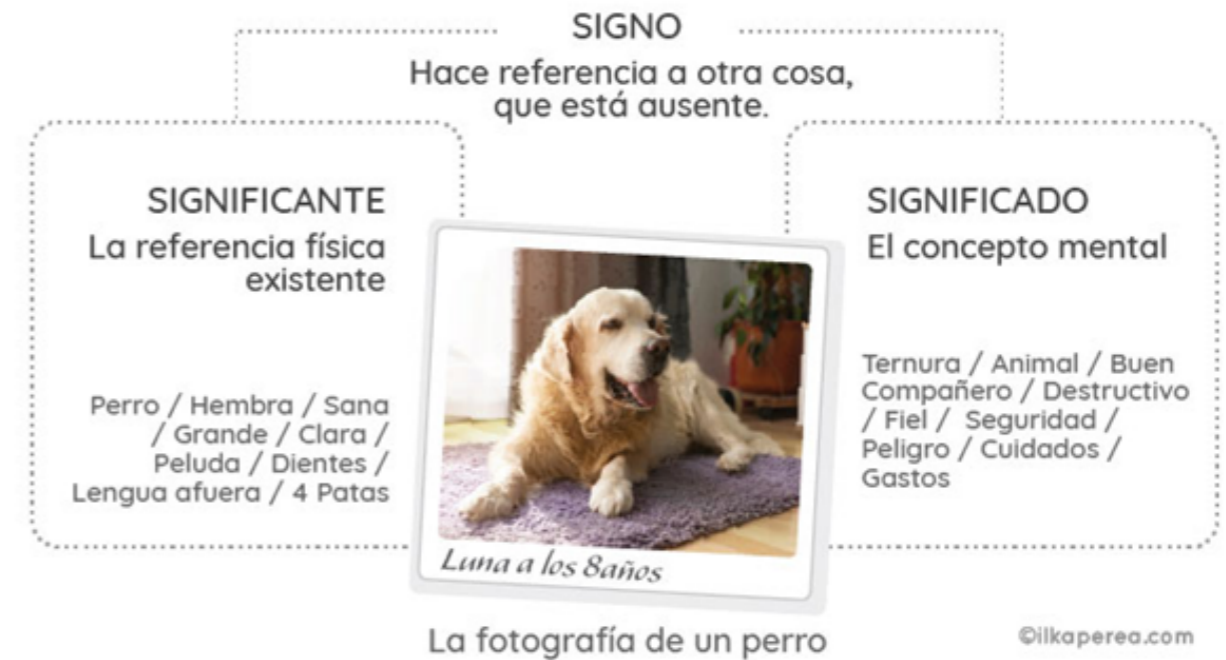 SIGNO
Hace referencia a otra cosa,
que está ausente.
SIGNIFICANTE
La referencia física
existente
Perro / Hembra / Sana
/ Grande / Clara /
Peluda / Dientes /
Lengua afuera / 4 Patas
SIGNIFICADO
El concepto mental
Ternura / Animal / Buen
Compañero / Destructivo
/ Fiel / Seguridad /
Peligro / Cuidados /
Gastos
Luna a los 8años
La fotografía de un perro
©ilkaperea.com